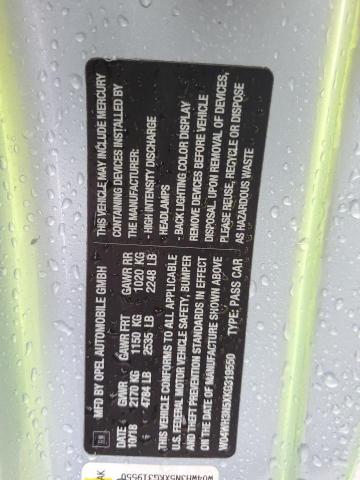 MFD BY OPEL AUTOMOBILE GMBH
10/18 GVWR GAWR FRT GAWR RR
2170 KG 1150 KG 1020 KG
4784 LB 2535 LB 2248 LB
THIS VEHICLE CONFORMS TO ALL APPLICABLE
U.S. FEDERAL MOTOR VEHICLE SAFETY, BUMPER
AND THEFT PREVENTION STANDARDS IN EFFECT
ON THE DATE OF MANUFACTURE SHOWN ABOVE
W04WH3N5XKG319550 TYPE: PASS CAR
THIS VEHICLE MAY INCLUDE MERCURY
CONTAINING DEVICES INSTALLED BY
THE MANUFACTURER:
- HIGH INTENSITY DISCHARGE
HEADLAMPS
- BACK LIGHTING COLOR DISPLAY
REMOVE DEVICES BEFORE VEHICLE
DISPOSAL UPON REMOVAL OF DEVICES,
PLEASE REUSE, RECYCLE OR DISPOSE
AS HAZARDOUS WASTE
W04WH3N5XKG319550